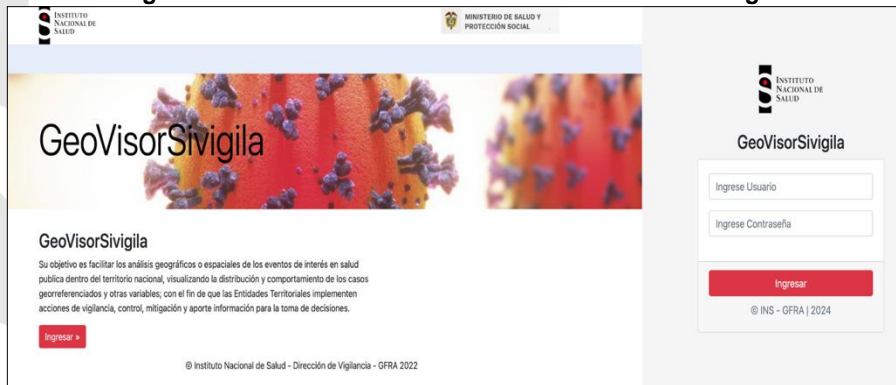 INSTITUTO
NACIONAL DE
SALUD
MINISTERIO DE SALUD Y
PROTECCIÓN SOCIAL
GeoVisorSivigila
GeoVisorSivigila
Su objetivo es facilitar los análisis geográficos o espaciales de los eventos de interés en salud
publica dentro del territorio nacional, visualizando la distribución y comportamiento de los casos
georreferenciados y otras variables; con el fin de que las Entidades Territoriales implementen
acciones de vigilancia, control, mitigación y aporte información para la toma de decisiones.
Ingresar »
© Instituto Nacional de Salud - Dirección de Vigilancia - GFRA 2022
INSTITUTO
NACIONAL DE
SALUD
GeoVisorSivigila
Ingrese Usuario
Ingrese Contraseña
Ingresar
© INS - GFRA | 2024